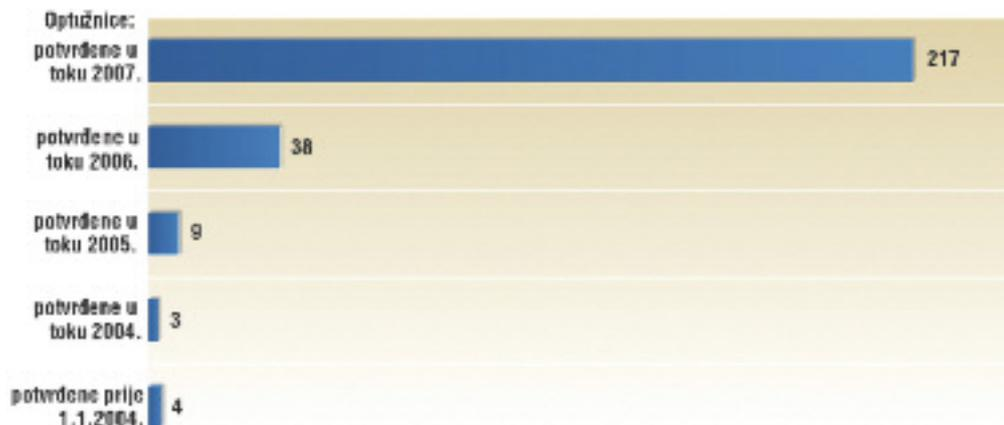 Optužnice:
potvrđene u
toku 2007.
217
potvrđene u
toku 2006.
38
potvrđene u
toku 2005.
9
potvrđene u
toku 2004.
3
potvrđene prije
1.1.2004.
4